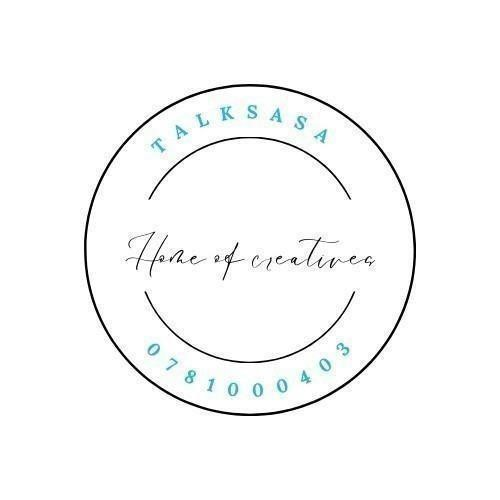 TALKSASA
Home of creatives
0781000403